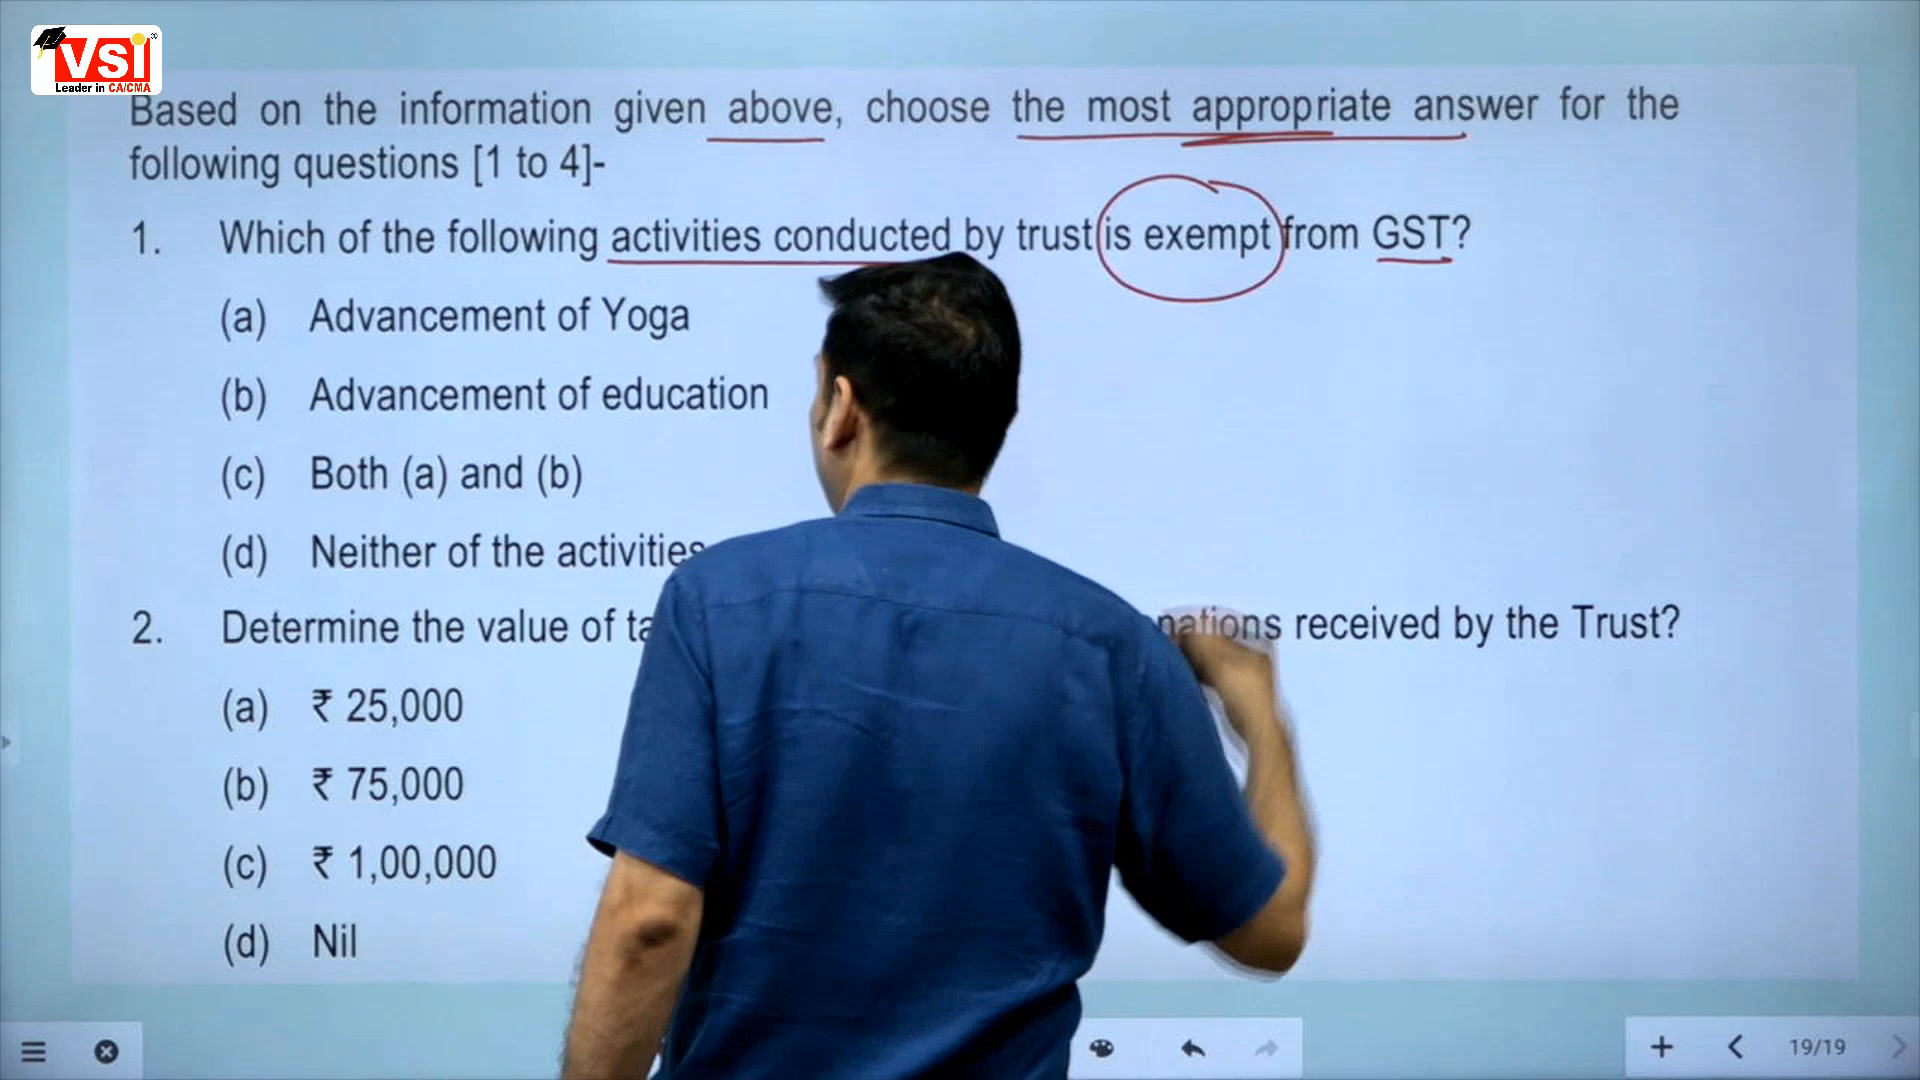 VSI
Leader in CA/CMA
Based on the information given above, choose the most appropriate answer for the
following questions [1 to 4]-
1. Which of the following activities conducted by trust is exempt from GST?
(a) Advancement of Yoga
(b) Advancement of education
(c) Both (a) and (b)
(d) Neither of the activities
2. Determine the value of received by the Trust?
(a) ₹ 25,000
(b) ₹ 75,000
(c) ₹ 1,00,000
(d) Nil
19/19